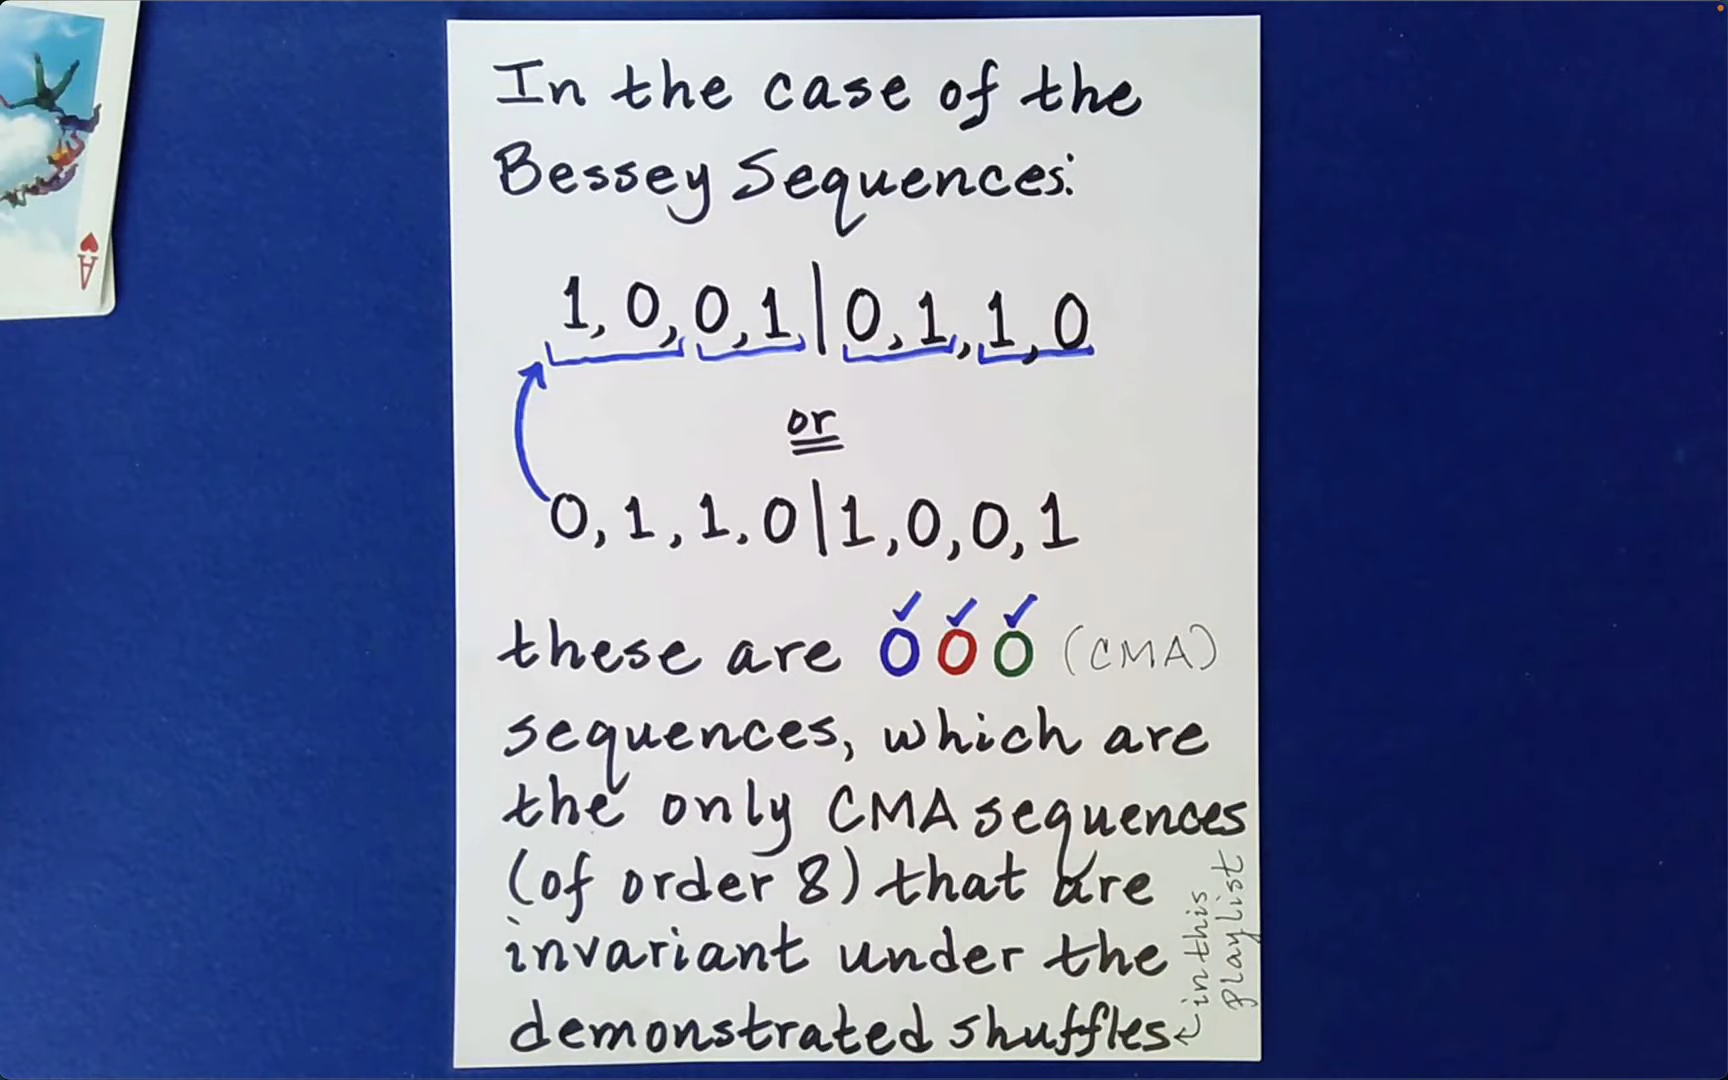 In the case of the
Bessey Sequences:
1, 0, 0, 1 | 0, 1, 1, 0
or
0, 1, 1, 0 | 1, 0, 0, 1
these are O O O (CMA)
sequences, which are
the only CMA sequences
(of order 8) that are
invariant under the
demonstrated shuffles
← in this
playlist
A